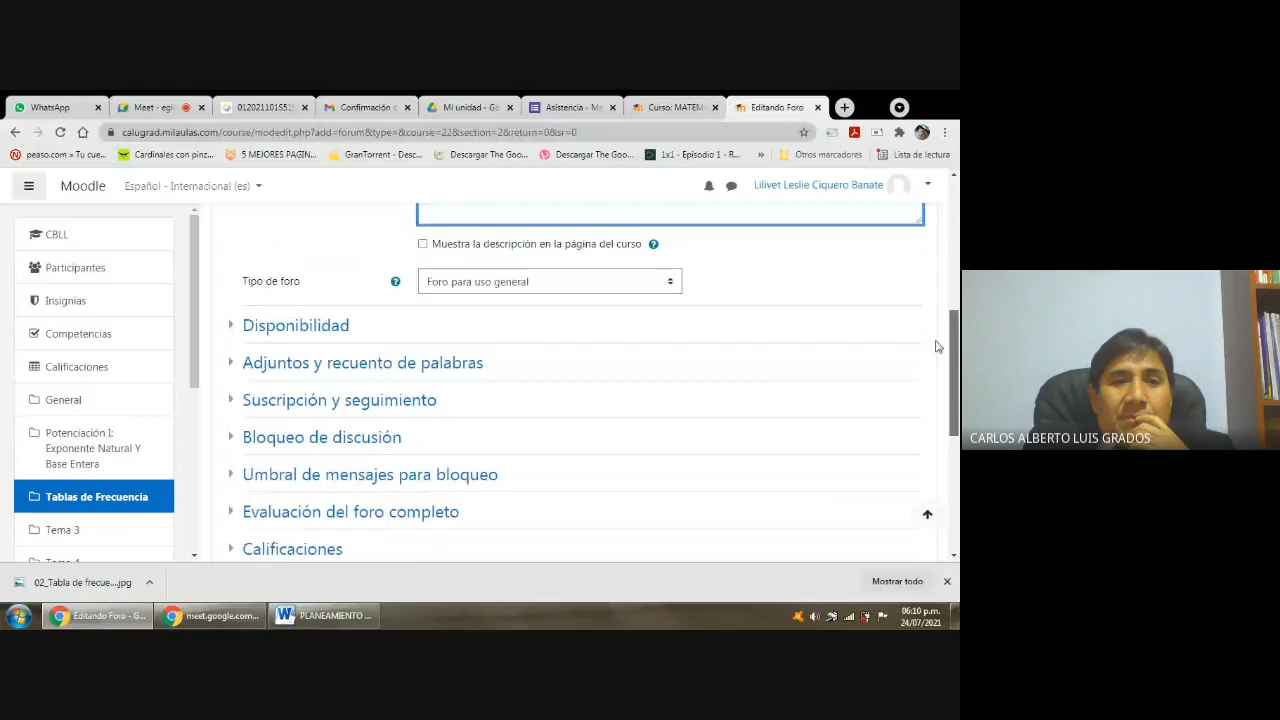 WhatsApp
Meet - egk
012021101S51
Confirmación d
Mi unidad - Go
Asistencia - Ma
Curso: MATEM
Editando Foro
calugrad.milaulas.com/course/modedit.php?add=forum&type=&course=22&section=2&return=0&sr=0
peaso.com » Tu cue...
Cardinales con pinz...
5 MEJORES PAGIN...
GranTorrent - Desc...
Descargar The Goo...
Descargar The Goo...
1x1 - Episodio 1 - R...
»
Otros marcadores
Lista de lectura
Moodle
Español - Internacional (es)
Lilivet Leslie Ciquero Banate
CBLL
Participantes
Insignias
Competencias
Calificaciones
General
Potenciación I:
Exponente Natural Y
Base Entera
Tablas de Frecuencia
Tema 3
Muestra la descripción en la página del curso
Tipo de foro
Foro para uso general
Disponibilidad
Adjuntos y recuento de palabras
Suscripción y seguimiento
Bloqueo de discusión
Umbral de mensajes para bloqueo
Evaluación del foro completo
Calificaciones
CARLOS ALBERTO LUIS GRADOS
02_Tabla de frecue....jpg
Mostrar todo
Editando Foro - G...
meet.google.com...
PLANEAMIENTO ...
06:10 p.m.
24/07/2021